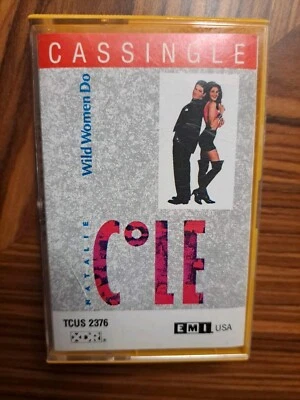 CASSINGLE
Wild Women Do
NATALIE
COLE
TCUS 2376
EMI USA